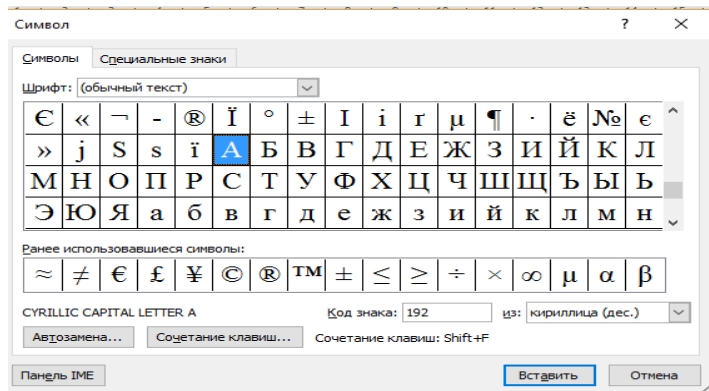 Символ ? ×
Символы Специальные знаки
Шрифт: (обычный текст)
Є « ¬ - ® Ї ° ± І і ґ µ ¶ · ё № є
» ј Ѕ ѕ ї А Б В Г Д Е Ж З И Й К Л
М Н О П Р С Т У Ф Х Ц Ч Ш Щ Ъ Ы Ь
Э Ю Я а б в г д е ж з и й к л м н
Ранее использовавшиеся символы:
≈ ≠ € £ ¥ © ® ™ ± ≤ ≥ ÷ × ∞ µ α β
CYRILLIC CAPITAL LETTER A Код знака: 192 из: кириллица (дес.)
Автозамена... Сочетание клавиш... Сочетание клавиш: Shift+F
Панель IME Вставить Отмена